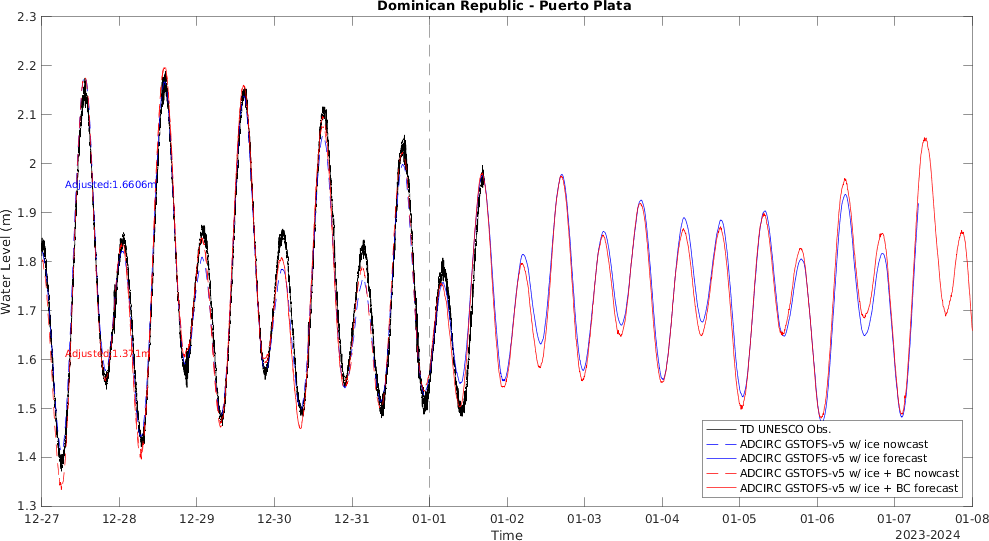 Dominican Republic - Puerto Plata
2.3
2.2
2.1
2
1.9
1.8
1.7
1.6
1.5
1.4
1.3
Water Level (m)
Adjusted:1.6606m
Adjusted:1.371m
TD UNESCO Obs.
ADCIRC GSTOFS-v5 w/ ice nowcast
ADCIRC GSTOFS-v5 w/ ice forecast
ADCIRC GSTOFS-v5 w/ ice + BC nowcast
ADCIRC GSTOFS-v5 w/ ice + BC forecast
12-27 12-28 12-29 12-30 12-31 01-01 01-02 01-03 01-04 01-05 01-06 01-07 01-08
Time
2023-2024